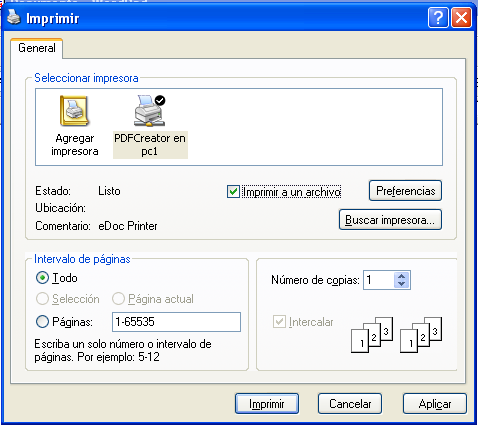 Imprimir
General
Seleccionar impresora
Agregar impresora
PDFCreator en pc1
Estado: Listo
Imprimir a un archivo
Preferencias
Ubicación:
Comentario: eDoc Printer
Buscar impresora...
Intervalo de páginas
Todo
Selección
Página actual
Páginas: 1-65535
Escriba un solo número o intervalo de
páginas. Por ejemplo: 5-12
Número de copias: 1
Intercalar
1 2 3 1 2 3
Imprimir
Cancelar
Aplicar